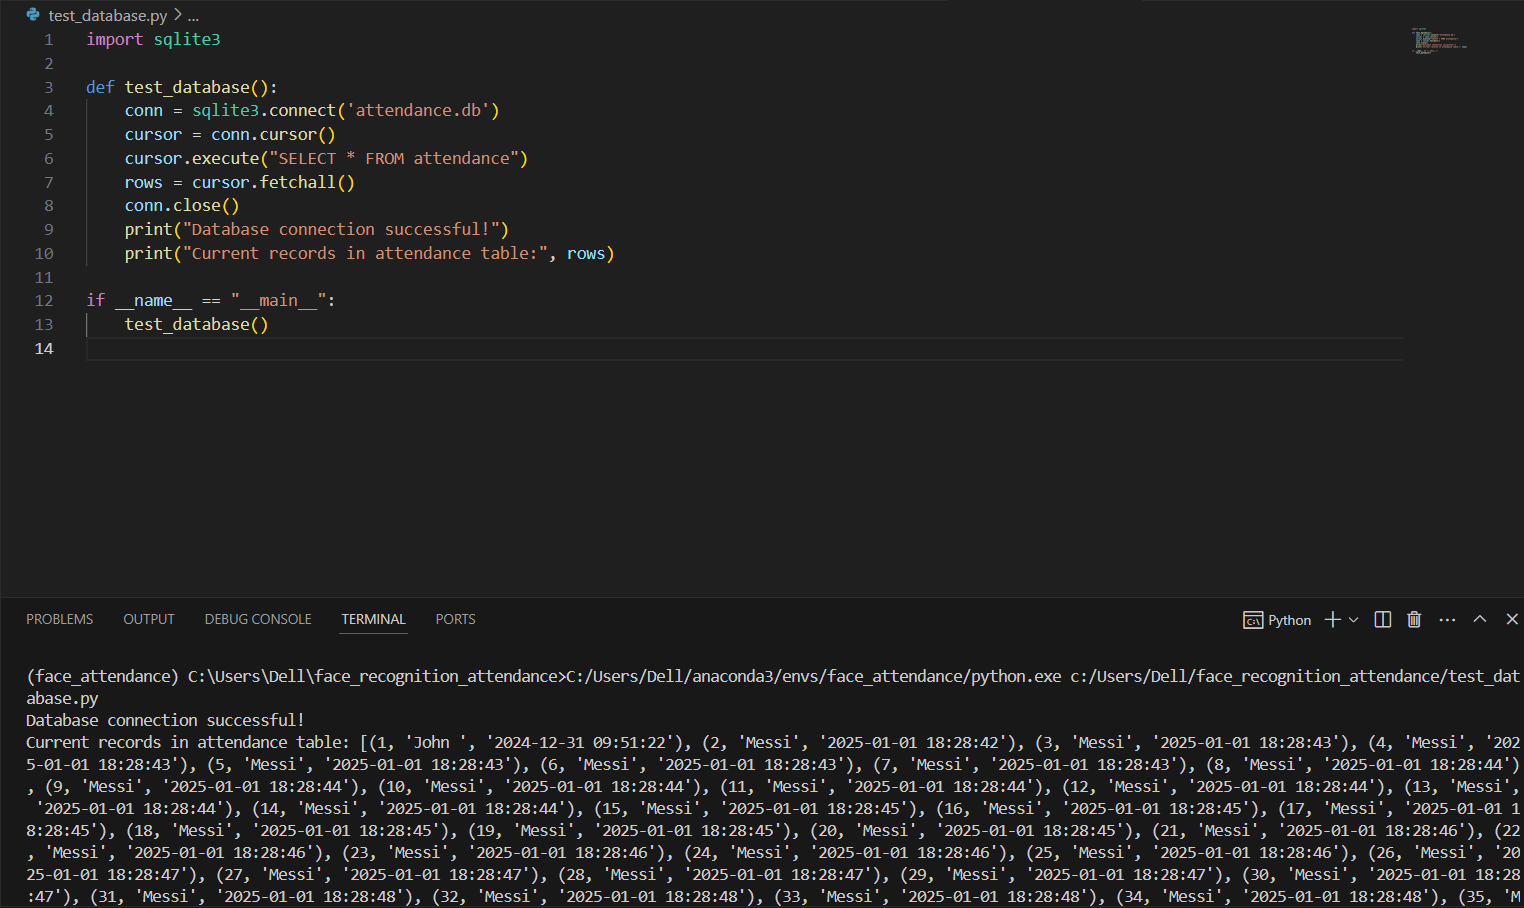 test_database.py > ...
1 import sqlite3
2
3 def test_database():
4     conn = sqlite3.connect('attendance.db')
5     cursor = conn.cursor()
6     cursor.execute("SELECT * FROM attendance")
7     rows = cursor.fetchall()
8     conn.close()
9     print("Database connection successful!")
10     print("Current records in attendance table:", rows)
11
12 if __name__ == "__main__":
13     test_database()
14
PROBLEMS OUTPUT DEBUG CONSOLE TERMINAL PORTS Python
(face_attendance) C:\Users\Dell\face_recognition_attendance>C:/Users/Dell/anaconda3/envs/face_attendance/python.exe c:/Users/Dell/face_recognition_attendance/test_dat
abase.py
Database connection successful!
Current records in attendance table: [(1, 'John ', '2024-12-31 09:51:22'), (2, 'Messi', '2025-01-01 18:28:42'), (3, 'Messi', '2025-01-01 18:28:43'), (4, 'Messi', '202
5-01-01 18:28:43'), (5, 'Messi', '2025-01-01 18:28:43'), (6, 'Messi', '2025-01-01 18:28:43'), (7, 'Messi', '2025-01-01 18:28:43'), (8, 'Messi', '2025-01-01 18:28:44')
, (9, 'Messi', '2025-01-01 18:28:44'), (10, 'Messi', '2025-01-01 18:28:44'), (11, 'Messi', '2025-01-01 18:28:44'), (12, 'Messi', '2025-01-01 18:28:44'), (13, 'Messi',
 '2025-01-01 18:28:44'), (14, 'Messi', '2025-01-01 18:28:44'), (15, 'Messi', '2025-01-01 18:28:45'), (16, 'Messi', '2025-01-01 18:28:45'), (17, 'Messi', '2025-01-01 1
8:28:45'), (18, 'Messi', '2025-01-01 18:28:45'), (19, 'Messi', '2025-01-01 18:28:45'), (20, 'Messi', '2025-01-01 18:28:45'), (21, 'Messi', '2025-01-01 18:28:46'), (22
, 'Messi', '2025-01-01 18:28:46'), (23, 'Messi', '2025-01-01 18:28:46'), (24, 'Messi', '2025-01-01 18:28:46'), (25, 'Messi', '2025-01-01 18:28:46'), (26, 'Messi', '20
25-01-01 18:28:47'), (27, 'Messi', '2025-01-01 18:28:47'), (28, 'Messi', '2025-01-01 18:28:47'), (29, 'Messi', '2025-01-01 18:28:47'), (30, 'Messi', '2025-01-01 18:28
:47'), (31, 'Messi', '2025-01-01 18:28:48'), (32, 'Messi', '2025-01-01 18:28:48'), (33, 'Messi', '2025-01-01 18:28:48'), (34, 'Messi', '2025-01-01 18:28:48'), (35, 'M